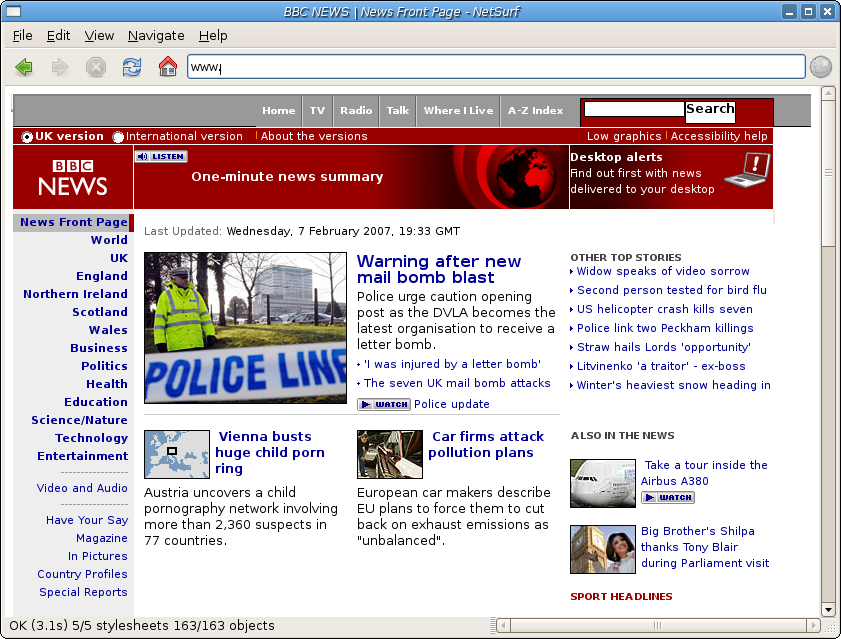 BBC NEWS | News Front Page - NetSurf
File Edit View Navigate Help
www.
Home TV Radio Talk Where I Live A-Z Index Search
UK version International version About the versions Low graphics Accessibility help
BBC
NEWS
LISTEN
One-minute news summary
Desktop alerts
Find out first with news
delivered to your desktop
News Front Page
World
UK
England
Northern Ireland
Scotland
Wales
Business
Politics
Health
Education
Science/Nature
Technology
Entertainment
Video and Audio
Have Your Say
Magazine
In Pictures
Country Profiles
Special Reports
Last Updated: Wednesday, 7 February 2007, 19:33 GMT
POLICE LINE
Warning after new
mail bomb blast
Police urge caution opening
post as the DVLA becomes the
latest organisation to receive a
letter bomb.
'I was injured by a letter bomb'
The seven UK mail bomb attacks
WATCH Police update
Vienna busts
huge child porn
ring
Austria uncovers a child
pornography network involving
more than 2,360 suspects in
77 countries.
Car firms attack
pollution plans
European car makers describe
EU plans to force them to cut
back on exhaust emissions as
"unbalanced".
OTHER TOP STORIES
Widow speaks of video sorrow
Second person tested for bird flu
US helicopter crash kills seven
Police link two Peckham killings
Straw hails Lords 'opportunity'
Litvinenko 'a traitor' - ex-boss
Winter's heaviest snow heading in
ALSO IN THE NEWS
Take a tour inside the
Airbus A380
WATCH
Big Brother's Shilpa
thanks Tony Blair
during Parliament visit
SPORT HEADLINES
OK (3.1s) 5/5 stylesheets 163/163 objects